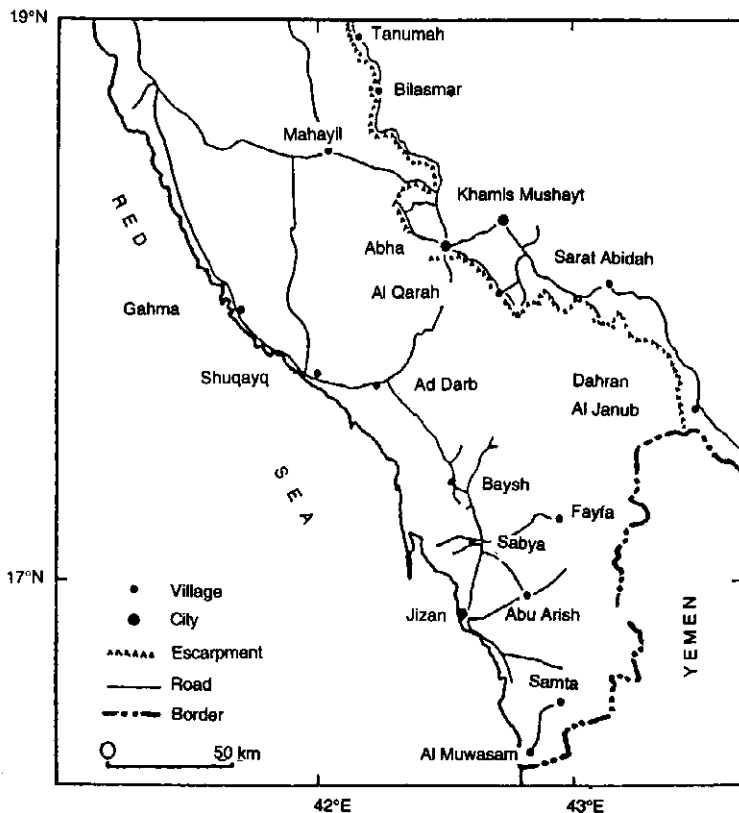 19°N
Tanumah
Bilasmar
Mahayil
Khamis Mushayt
RED
Abha
Sarat Abidah
Al Qarah
Gahma
Shuqayq
Ad Darb
Dahran
Al Janub
SEA
Baysh
Fayfa
Sabya
17°N
Village
City
Jizan
Abu Arish
YEMEN
Escarpment
Road
Samta
Border
0 50 km
Al Muwasam
42°E
43°E